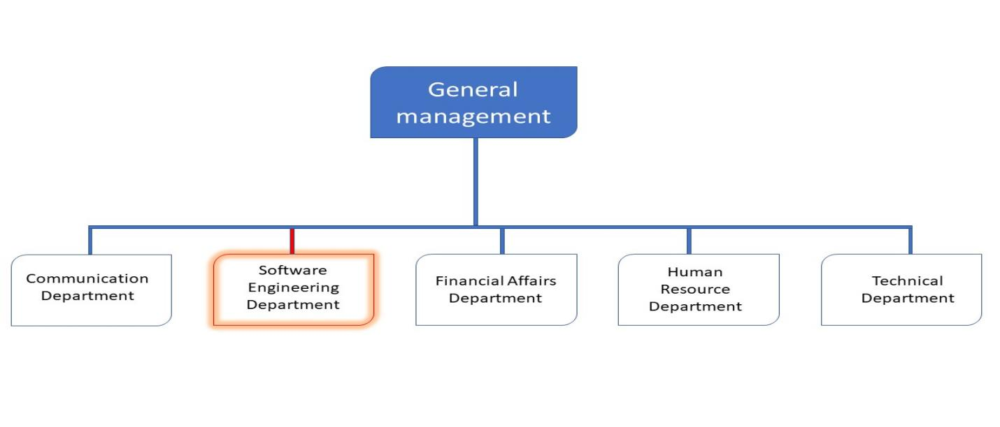 General
management
Communication
Department
Software
Engineering
Department
Financial Affairs
Department
Human
Resource
Department
Technical
Department